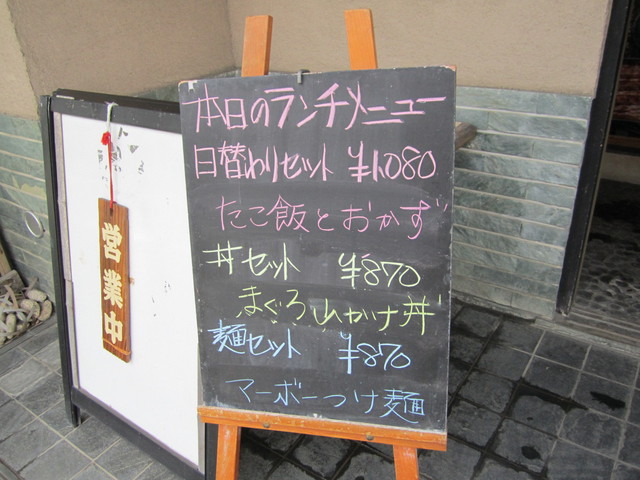 営業中
本日のランチメニュー
日替わりセット ¥1,080
たこ飯とおかず
丼セット ¥870
まぐろ山かけ丼
麺セット ¥870
マーボーつけ麺